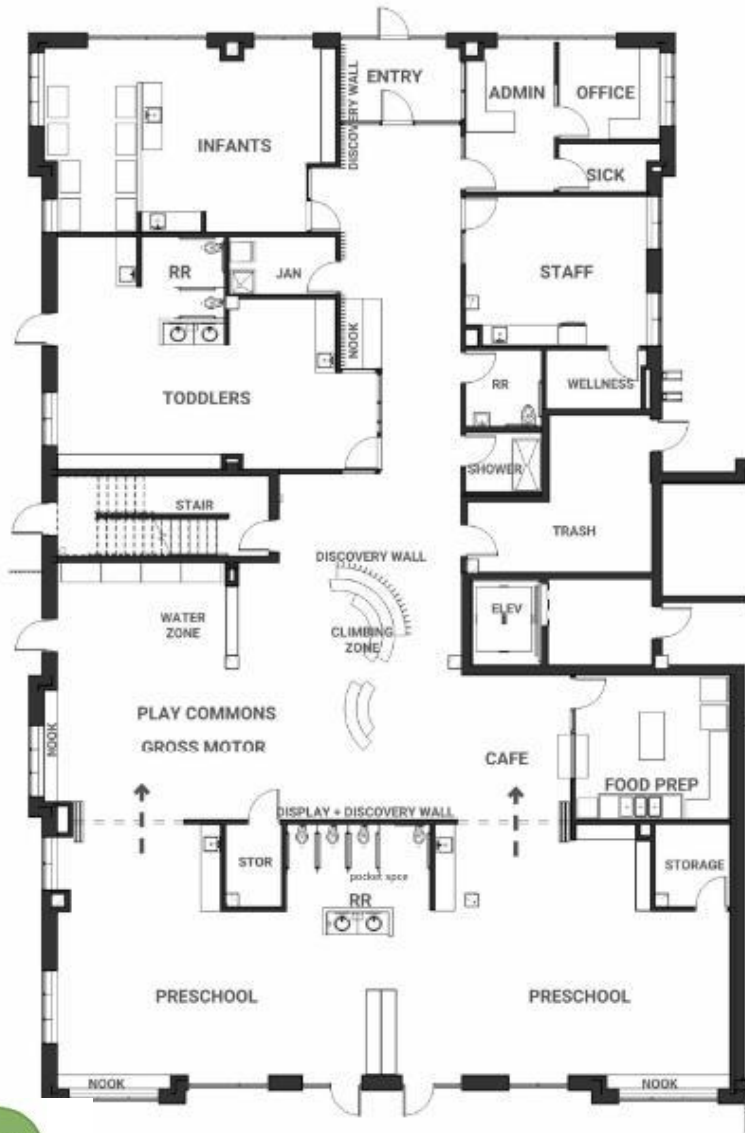 ENTRY
DISCOVERY WALL
ADMIN
OFFICE
INFANTS
SICK
RR
JAN
STAFF
NOOK
TODDLERS
RR
WELLNESS
SHOWER
STAIR
TRASH
DISCOVERY WALL
WATER
ZONE
ELEV
CLIMBING
ZONE
PLAY COMMONS
GROSS MOTOR
NOOK
CAFE
FOOD PREP
DISPLAY + DISCOVERY WALL
STOR
pocket spce
RR
STORAGE
PRESCHOOL
PRESCHOOL
NOOK
NOOK